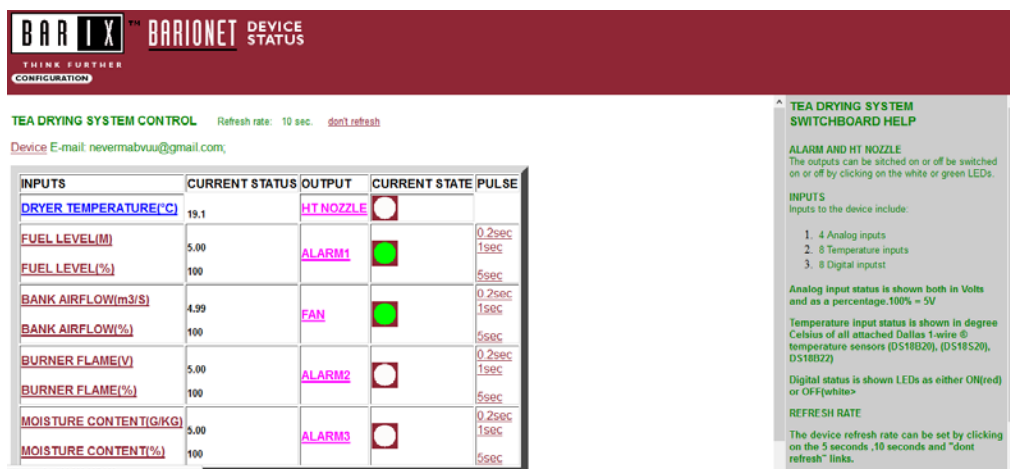 BARIX™ BARIONET DEVICE STATUS
THINK FURTHER
CONFIGURATION
TEA DRYING SYSTEM CONTROL Refresh rate: 10 sec. don't refresh
Device E-mail: nevermabvuu@gmail.com;
INPUTS CURRENT STATUS OUTPUT CURRENT STATE PULSE
DRYER TEMPERATURE(°C) 19.1 HT NOZZLE
FUEL LEVEL(M) 5.00 ALARM1 0.2sec
1sec
FUEL LEVEL(%) 100 5sec
BANK AIRFLOW(m3/S) 4.99 FAN 0.2sec
1sec
BANK AIRFLOW(%) 100 5sec
BURNER FLAME(V) 5.00 ALARM2 0.2sec
1sec
BURNER FLAME(%) 100 5sec
MOISTURE CONTENT(G/KG) 5.00 ALARM3 0.2sec
1sec
MOISTURE CONTENT(%) 100 5sec
TEA DRYING SYSTEM
SWITCHBOARD HELP
ALARM AND HT NOZZLE
The outputs can be sitched on or off be switched
on or off by clicking on the white or green LEDs.
INPUTS
Inputs to the device include:
1. 4 Analog inputs
2. 8 Temperature inputs
3. 8 Digital inputst
Analog input status is shown both in Volts
and as a percentage.100% = 5V
Temperature input status is shown in degree
Celsius of all attached Dallas 1-wire ®
temperature sensors (DS18B20), (DS18S20),
DS18B22)
Digital status is shown LEDs as either ON(red)
or OFF(white>
REFRESH RATE
The device refresh rate can be set by clicking
on the 5 seconds ,10 seconds and "dont
refresh" links.